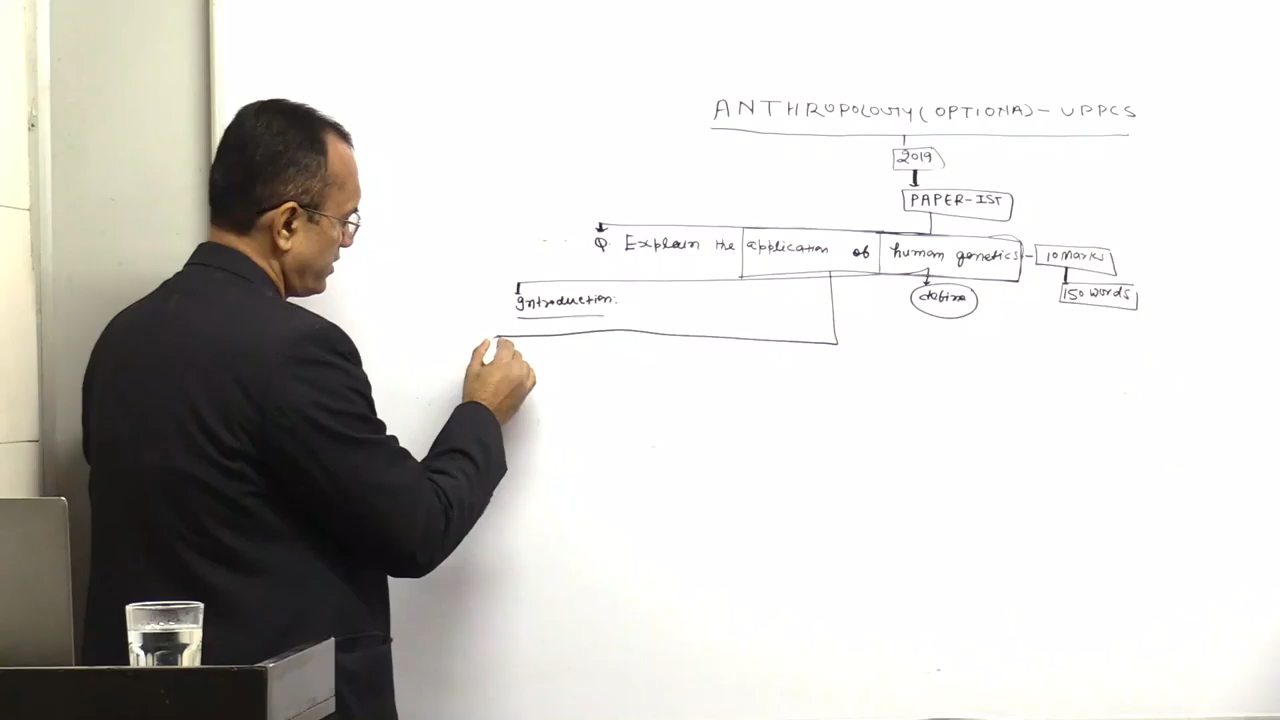 ANTHROPOLOGY (OPTIONAL) - UPPCS
2019
PAPER-IST
Q. Explain the application of human genetics - 10 Marks
150 words
define
Introduction: